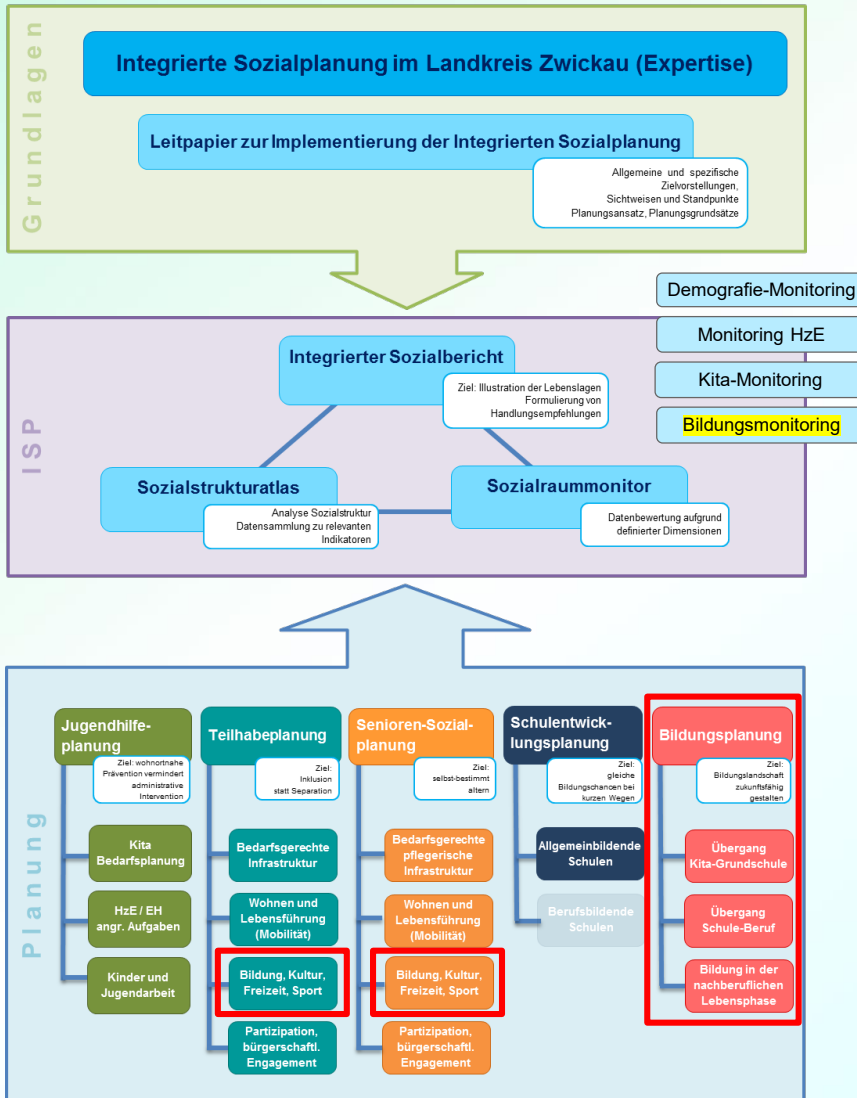 Grundlagen
Integrierte Sozialplanung im Landkreis Zwickau (Expertise)
Leitpapier zur Implementierung der Integrierten Sozialplanung
Allgemeine und spezifische
Zielvorstellungen,
Sichtweisen und Standpunkte
Planungsansatz, Planungsgrundsätze
Demografie-Monitoring
Monitoring HzE
Kita-Monitoring
Bildungsmonitoring
ISP
Integrierter Sozialbericht
Ziel: Illustration der Lebenslagen
Formulierung von
Handlungsempfehlungen
Sozialstrukturatlas
Analyse Sozialstruktur
Datensammlung zu relevanten
Indikatoren
Sozialraummonitor
Datenbewertung aufgrund
definierter Dimensionen
Planung
Jugendhilfe-
planung
Ziel: wohnortnahe
Prävention vermindert
administrative
Intervention
Kita
Bedarfsplanung
HzE / EH
angr. Aufgaben
Kinder und
Jugendarbeit
Teilhabeplanung
Ziel:
Inklusion
statt Separation
Bedarfsgerechte
Infrastruktur
Wohnen und
Lebensführung
(Mobilität)
Bildung, Kultur,
Freizeit, Sport
Partizipation,
bürgerschaftl.
Engagement
Senioren-Sozial-
planung
Ziel:
selbst-bestimmt
altern
Bedarfsgerechte
pflegerische
Infrastruktur
Wohnen und
Lebensführung
(Mobilität)
Bildung, Kultur,
Freizeit, Sport
Partizipation,
bürgerschaftl.
Engagement
Schulentwick-
lungsplanung
Ziel:
gleiche
Bildungschancen bei
kurzen Wegen
Allgemeinbildende
Schulen
Berufsbildende
Schulen
Bildungsplanung
Ziel:
Bildungslandschaft
zukunftsfähig
gestalten
Übergang
Kita-Grundschule
Übergang
Schule-Beruf
Bildung in der
nachberuflichen
Lebensphase